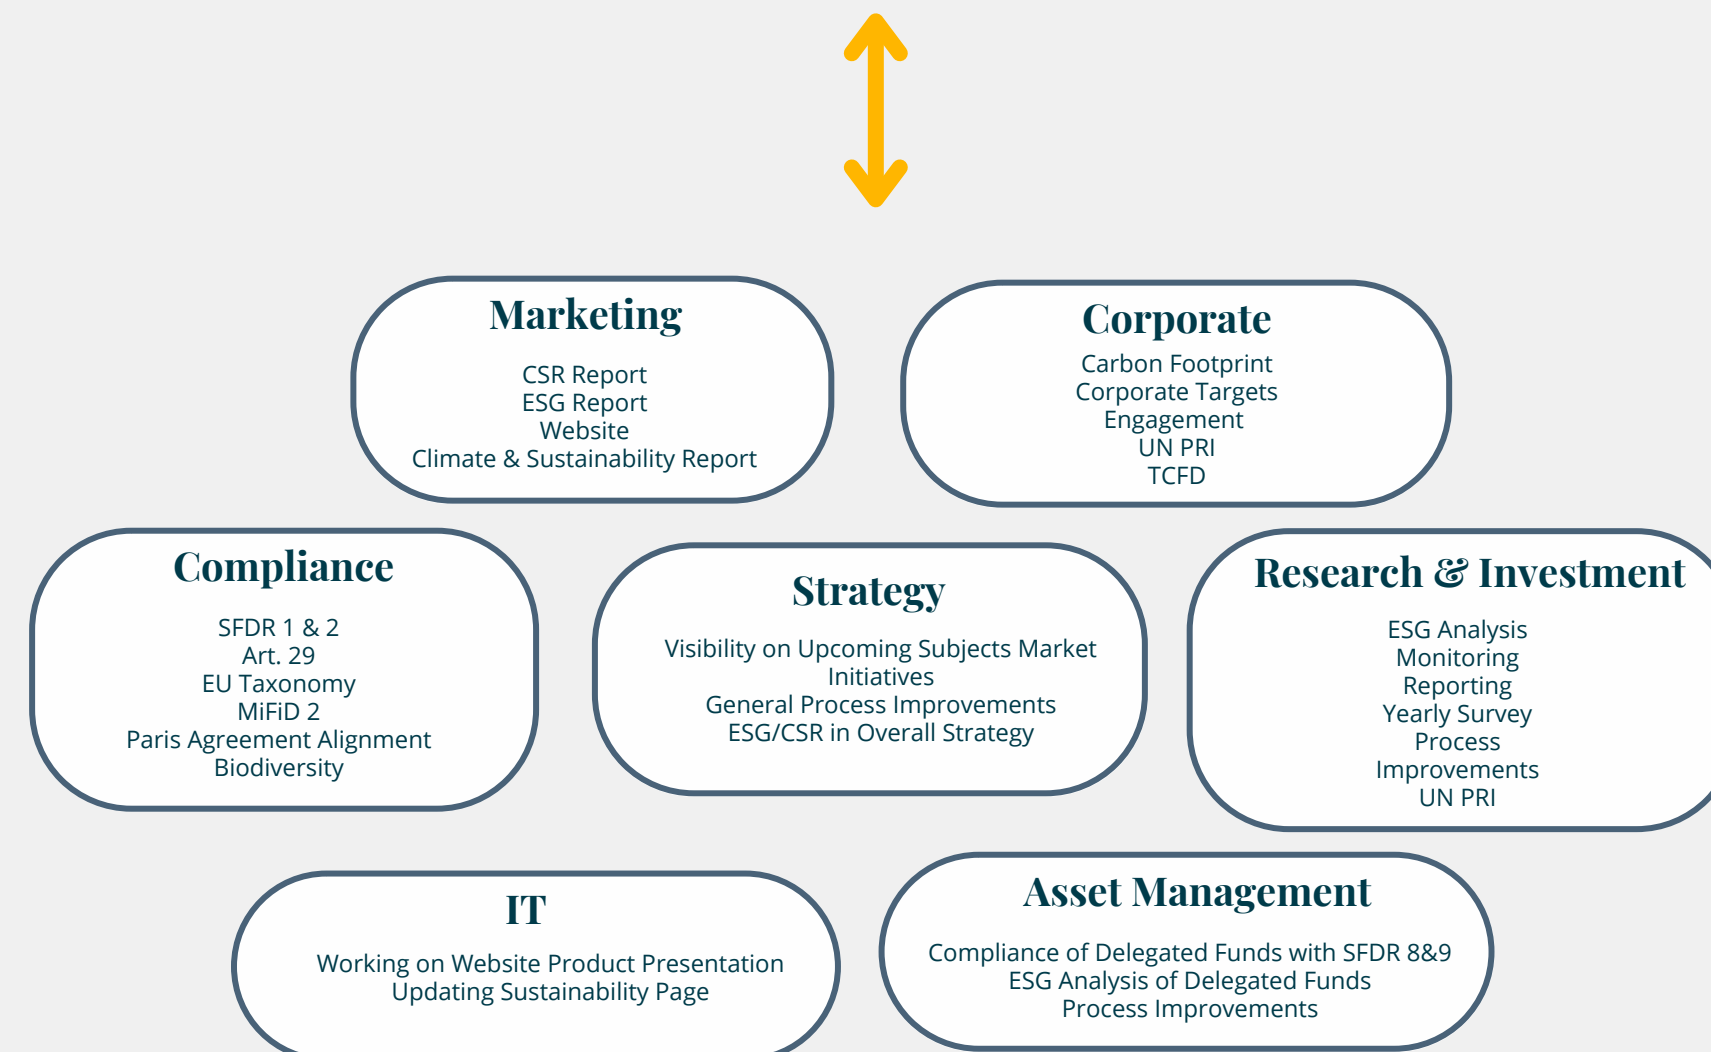 Marketing
CSR Report
ESG Report
Website
Climate & Sustainability Report
Corporate
Carbon Footprint
Corporate Targets
Engagement
UN PRI
TCFD
Compliance
SFDR 1 & 2
Art. 29
EU Taxonomy
MiFiD 2
Paris Agreement Alignment
Biodiversity
Strategy
Visibility on Upcoming Subjects Market
Initiatives
General Process Improvements
ESG/CSR in Overall Strategy
Research & Investment
ESG Analysis
Monitoring
Reporting
Yearly Survey
Process
Improvements
UN PRI
IT
Working on Website Product Presentation
Updating Sustainability Page
Asset Management
Compliance of Delegated Funds with SFDR 8&9
ESG Analysis of Delegated Funds
Process Improvements